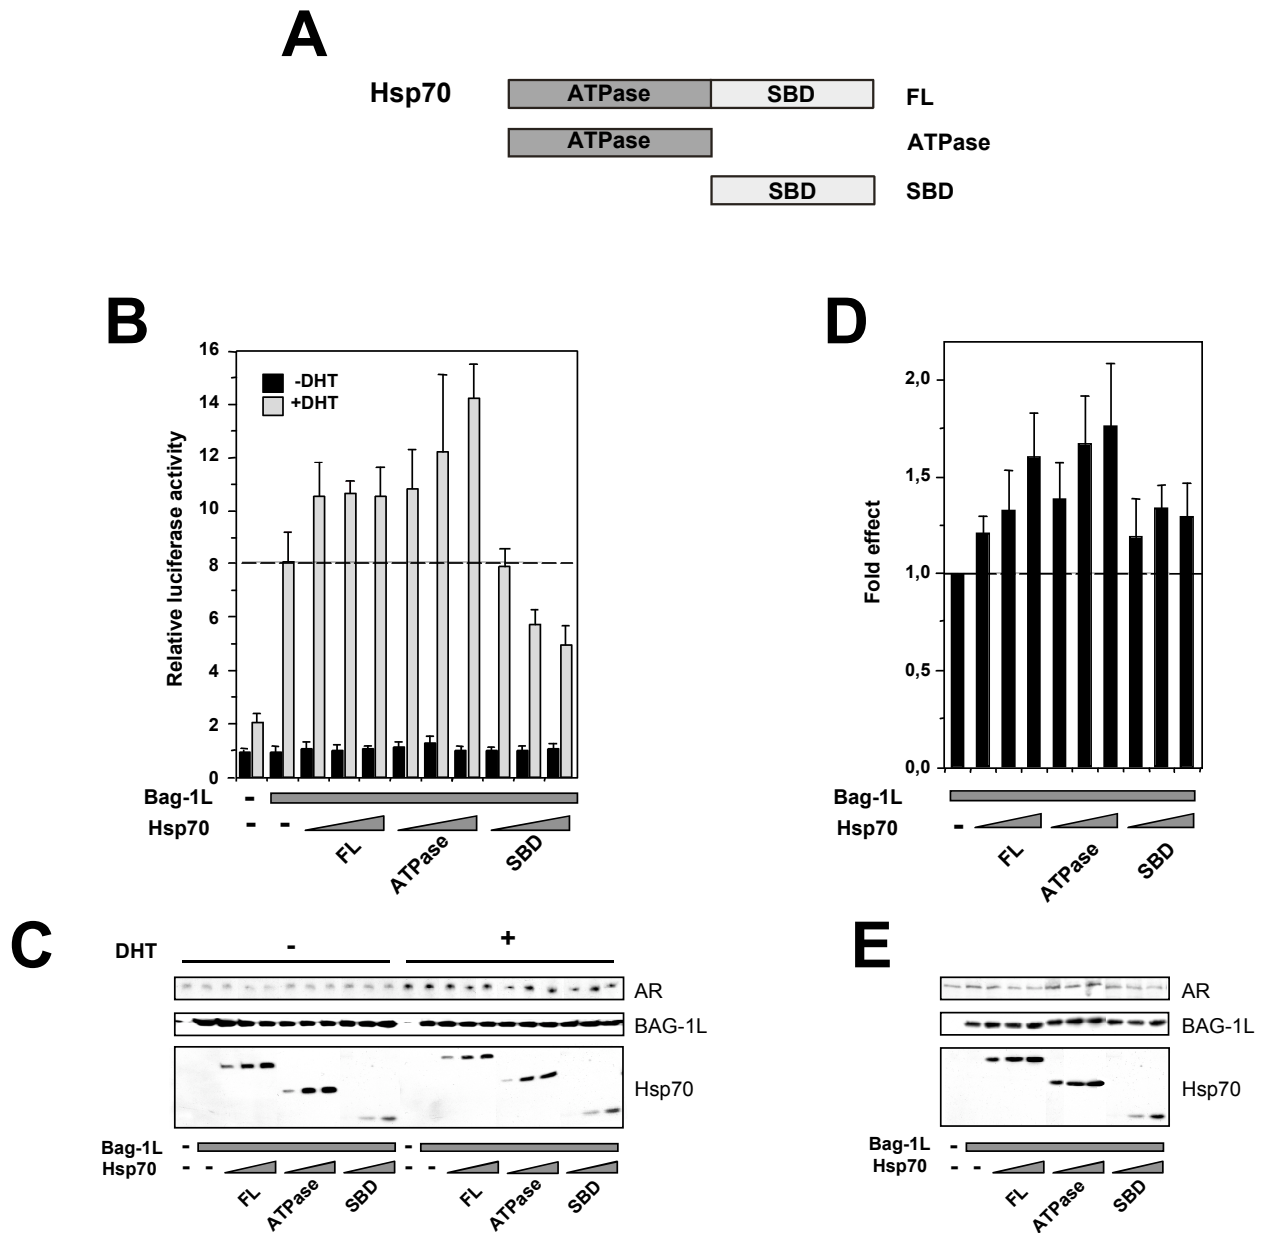 A
Hsp70
ATPase
SBD
FL
ATPase
ATPase
SBD
SBD
B
Relative luciferase activity
16
14
12
10
8
6
4
2
0
-DHT
+DHT
Bag-1L
-
Hsp70
- -
FL
ATPase
SBD
D
Fold effect
2,0
1,5
1,0
0,5
0,0
Bag-1L
Hsp70
-
FL
ATPase
SBD
C
DHT
-
+
AR
BAG-1L
Hsp70
Bag-1L
- -
Hsp70
- - - -
FL
ATPase
SBD
FL
ATPase
SBD
E
AR
BAG-1L
Hsp70
Bag-1L
-
Hsp70
- -
FL
ATPase
SBD